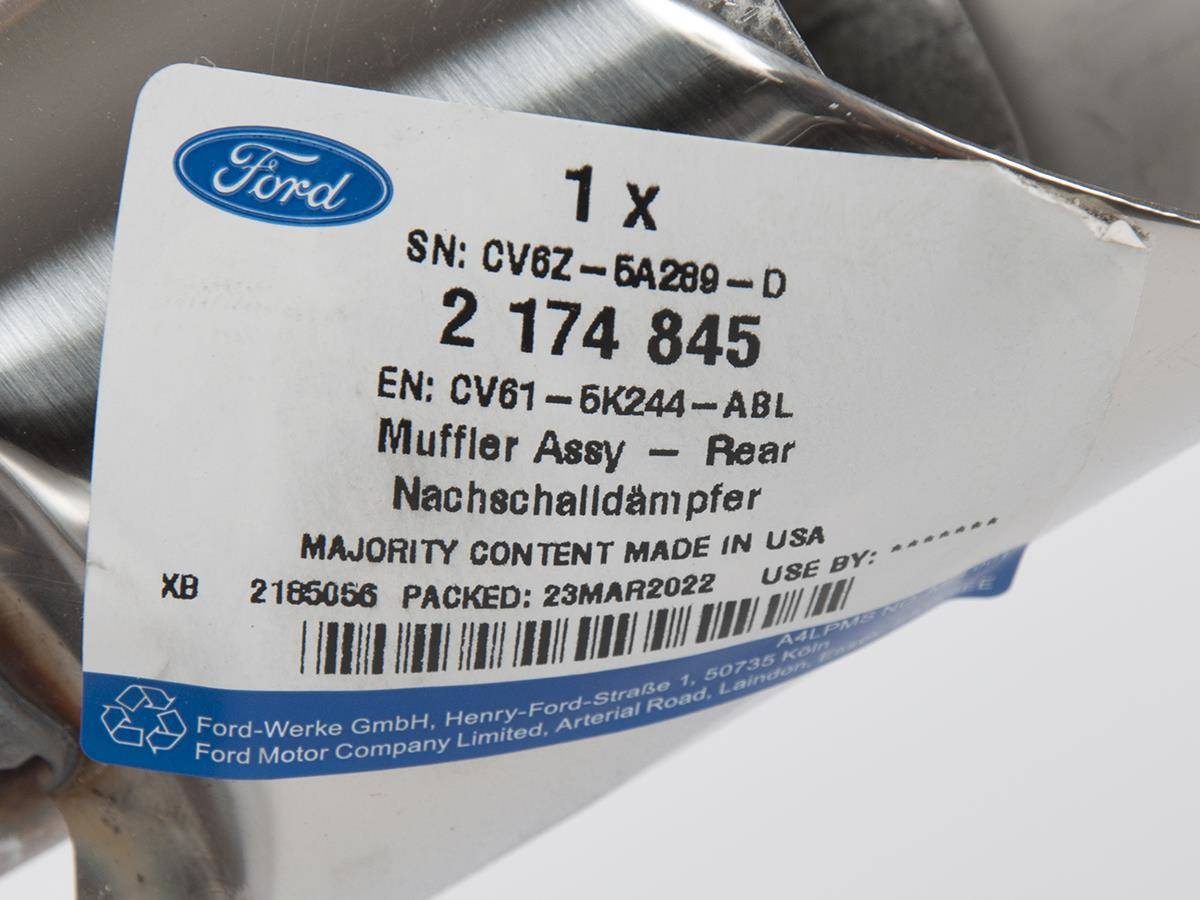 Ford
1 x
SN: CV6Z-5A289-D
2 174 845
EN: CV61-5K244-ABL
Muffler Assy - Rear
Nachschalldämpfer
MAJORITY CONTENT MADE IN USA
XB 2185056 PACKED: 23MAR2022 USE BY: *******
A4LPMS
Ford-Werke GmbH, Henry-Ford-Straße 1, 50735 Köln
Ford Motor Company Limited, Arterial Road, Laindon,